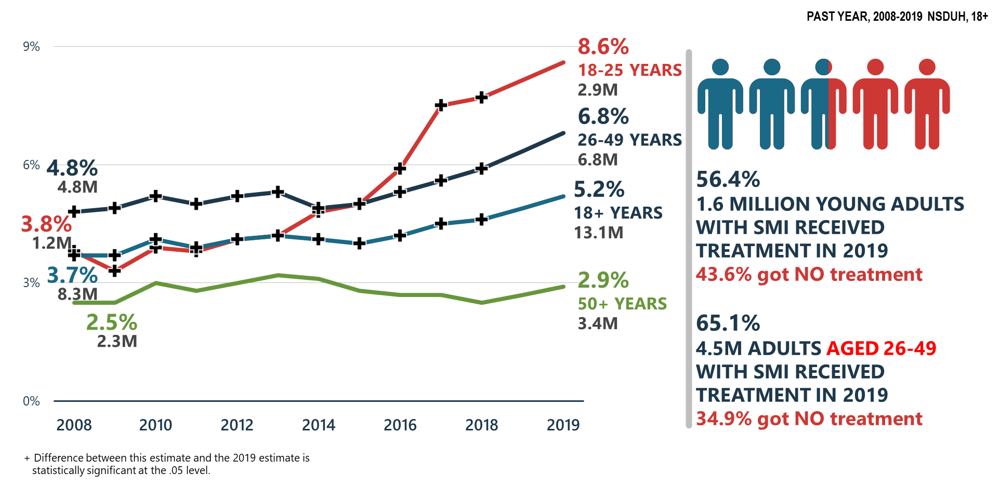 PAST YEAR, 2008-2019 NSDUH, 18+
9%
6%
3%
0%
4.8%
4.8M
3.8%
1.2M
3.7%
8.3M
2.5%
2.3M
8.6%
18-25 YEARS
2.9M
6.8%
26-49 YEARS
6.8M
5.2%
18+ YEARS
13.1M
2.9%
50+ YEARS
3.4M
2008 2010 2012 2014 2016 2018 2019
+ Difference between this estimate and the 2019 estimate is
statistically significant at the .05 level.
56.4%
1.6 MILLION YOUNG ADULTS
WITH SMI RECEIVED
TREATMENT IN 2019
43.6% got NO treatment
65.1%
4.5M ADULTS AGED 26-49
WITH SMI RECEIVED
TREATMENT IN 2019
34.9% got NO treatment